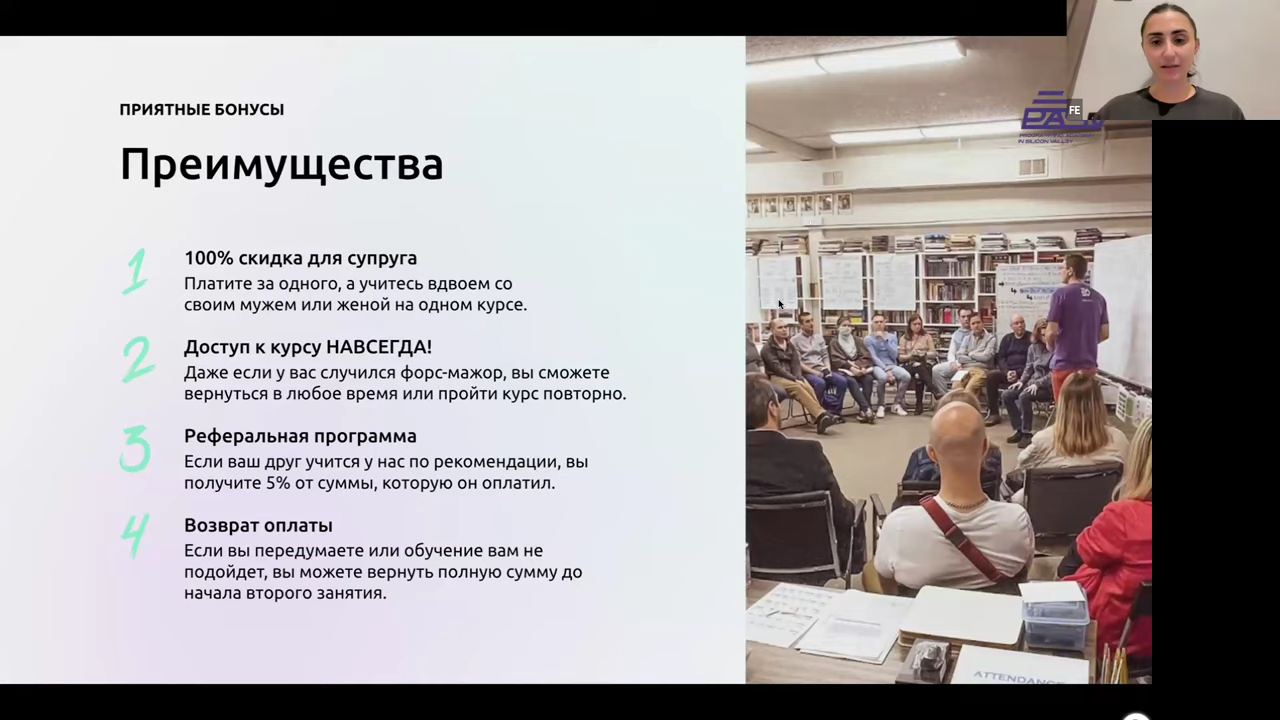 ПРИЯТНЫЕ БОНУСЫ
Преимущества
1
100% скидка для супруга
Платите за одного, а учитесь вдвоем со
своим мужем или женой на одном курсе.
2
Доступ к курсу НАВСЕГДА!
Даже если у вас случился форс-мажор, вы сможете
вернуться в любое время или пройти курс повторно.
3
Реферальная программа
Если ваш друг учится у нас по рекомендации, вы
получите 5% от суммы, которую он оплатил.
4
Возврат оплаты
Если вы передумаете или обучение вам не
подойдет, вы можете вернуть полную сумму до
начала второго занятия.
FE
IN SILICON VALLEY
ATTENDANCE